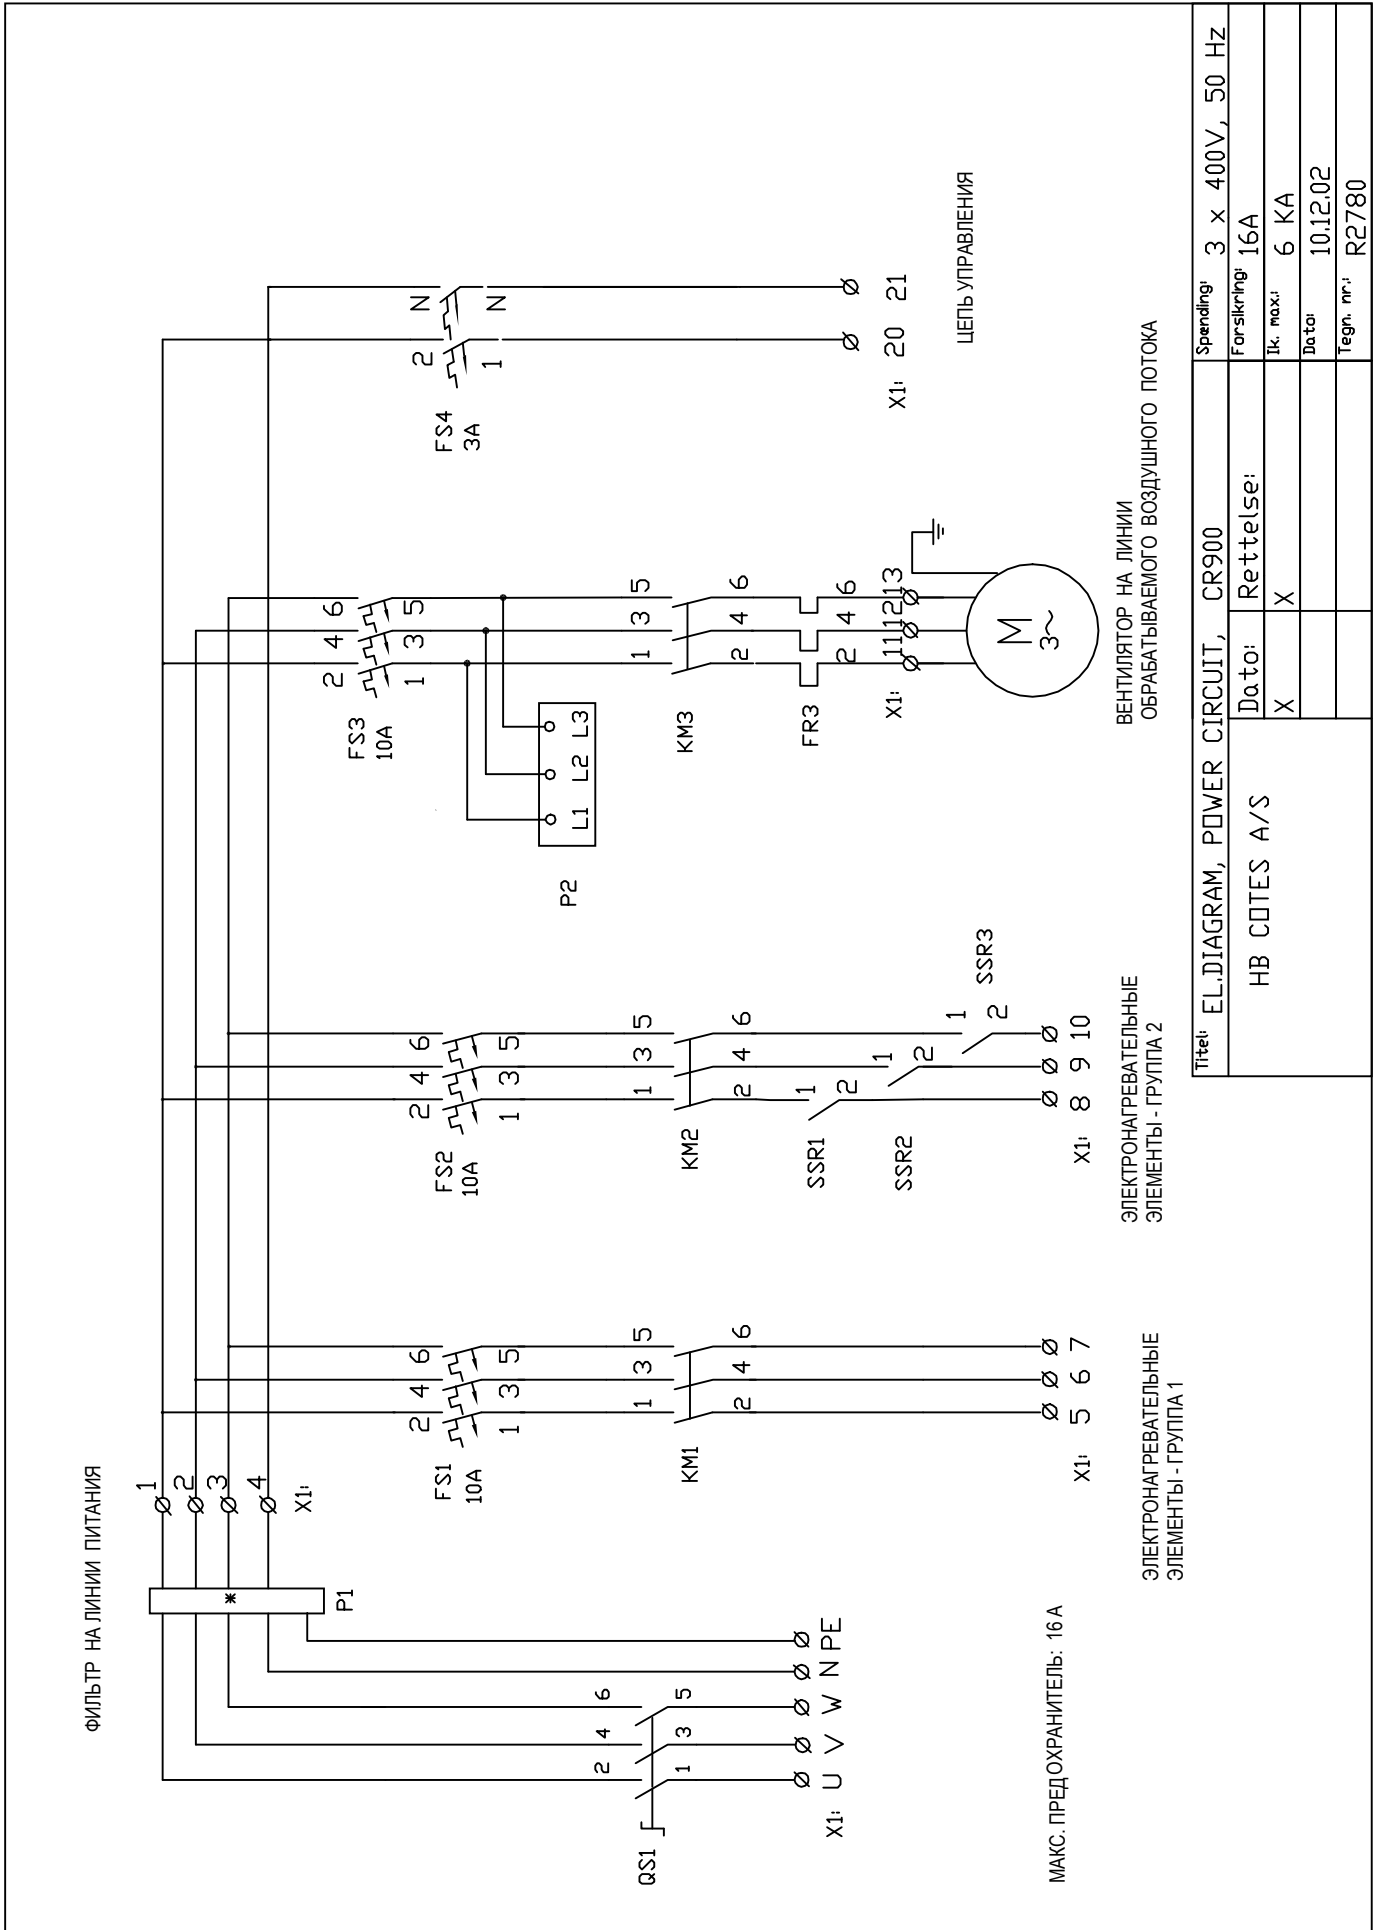 ФИЛЬТР НА ЛИНИИ ПИТАНИЯ
1
2
3
4
X1:
P1
*
QS1
2 4 6
1 3 5
X1: U V W N PE
МАКС. ПРЕДОХРАНИТЕЛЬ: 16 А
FS1
10A
2 4 6
1 3 5
KM1
1 3 5
2 4 6
X1: 5 6 7
ЭЛЕКТРОНАГРЕВАТЕЛЬНЫЕ
ЭЛЕМЕНТЫ - ГРУППА 1
FS2
10A
2 4 6
1 3 5
KM2
1 3 5
2 4 6
SSR1
1
2
SSR2
1
2
SSR3
1
2
X1: 8 9 10
ЭЛЕКТРОНАГРЕВАТЕЛЬНЫЕ
ЭЛЕМЕНТЫ - ГРУППА 2
FS3
10A
2 4 6
1 3 5
P2
L1 L2 L3
KM3
1 3 5
2 4 6
FR3
2 4 6
X1: 11 12 13
M
3~
ВЕНТИЛЯТОР НА ЛИНИИ
ОБРАБАТЫВАЕМОГО ВОЗДУШНОГО ПОТОКА
FS4
3A
2 N
1 N
X1: 20 21
ЦЕПЬ УПРАВЛЕНИЯ
Titel: EL.DIAGRAM, POWER CIRCUIT, CR900
HB COTES A/S
Dato: Rettelse:
X X
Spænding: 3 x 400V, 50 Hz
Forsikring: 16A
Ik. max.: 6 KA
Dato: 10.12.02
Tegn. nr.: R2780